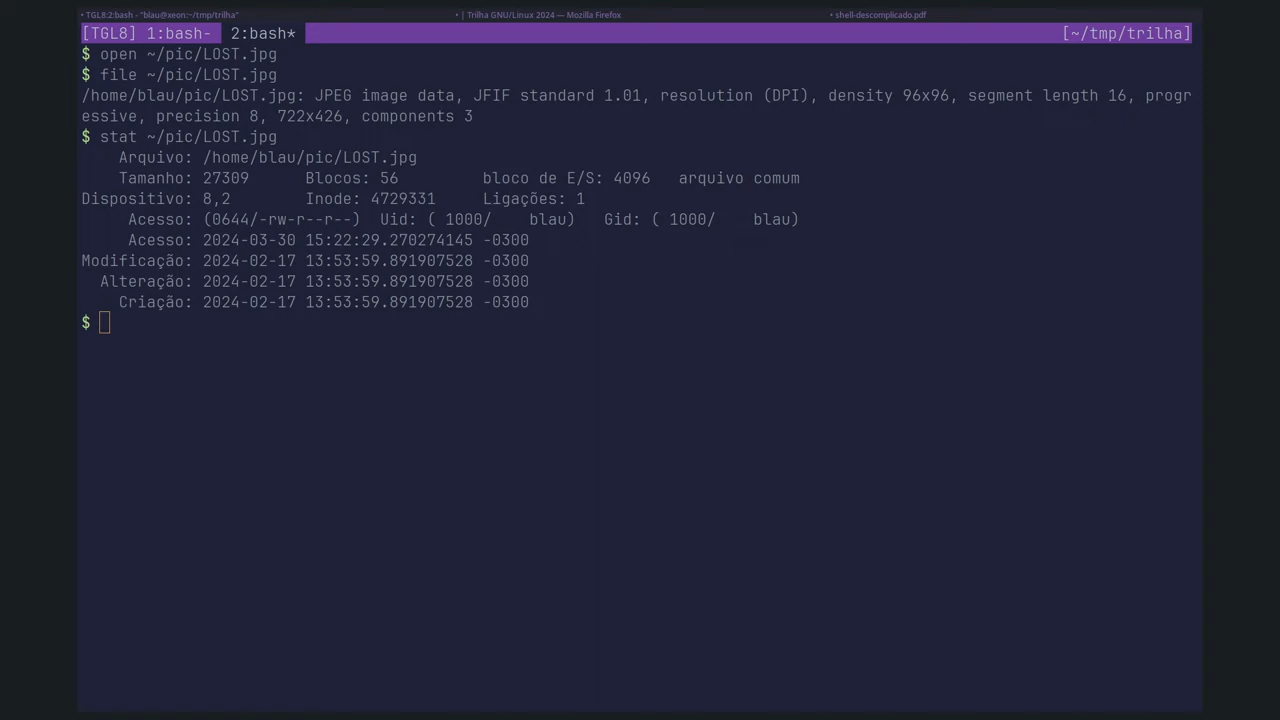 • TGL8:2:bash - "blau@xeon:~/tmp/trilha" • | Trilha GNU/Linux 2024 — Mozilla Firefox • shell-descomplicado.pdf
[TGL8] 1:bash- 2:bash* [~/tmp/trilha]
$ open ~/pic/LOST.jpg
$ file ~/pic/LOST.jpg
/home/blau/pic/LOST.jpg: JPEG image data, JFIF standard 1.01, resolution (DPI), density 96x96, segment length 16, progr
essive, precision 8, 722x426, components 3
$ stat ~/pic/LOST.jpg
Arquivo: /home/blau/pic/LOST.jpg
Tamanho: 27309 Blocos: 56 bloco de E/S: 4096 arquivo comum
Dispositivo: 8,2 Inode: 4729331 Ligações: 1
Acesso: (0644/-rw-r--r--) Uid: ( 1000/ blau) Gid: ( 1000/ blau)
Acesso: 2024-03-30 15:22:29.270274145 -0300
Modificação: 2024-02-17 13:53:59.891907528 -0300
Alteração: 2024-02-17 13:53:59.891907528 -0300
Criação: 2024-02-17 13:53:59.891907528 -0300
$